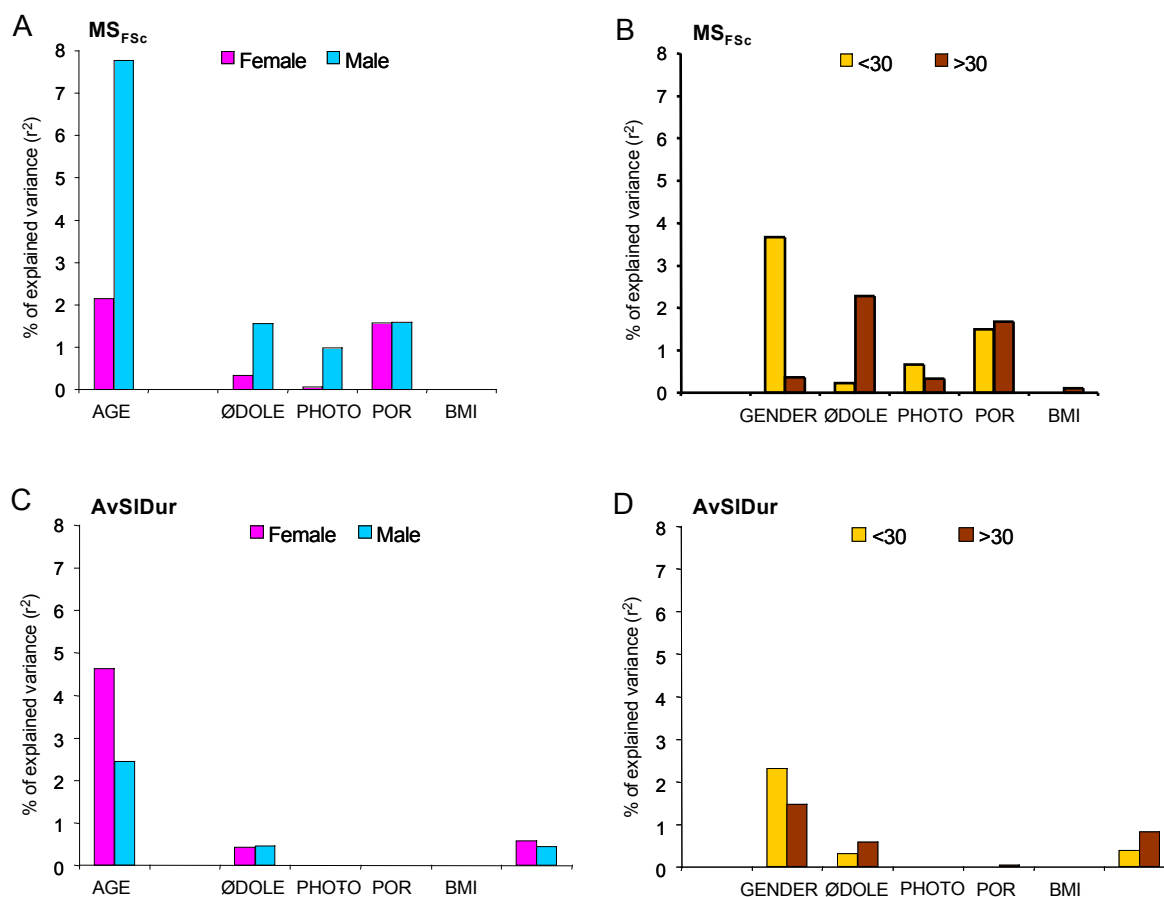 A
MS_FSc
Female Male
% of explained variance (r²)
8
7
6
5
4
3
2
1
0
AGE ØDOLE PHOTO POR BMI
B
MS_FSc
<30 >30
% of explained variance (r²)
8
7
6
5
4
3
2
1
0
GENDER ØDOLE PHOTO POR BMI
C
AvSlDur
Female Male
% of explained variance (r²)
8
7
6
5
4
3
2
1
0
AGE ØDOLE PHOTO POR BMI
D
AvSlDur
<30 >30
% of explained variance (r²)
8
7
6
5
4
3
2
1
0
GENDER ØDOLE PHOTO POR BMI